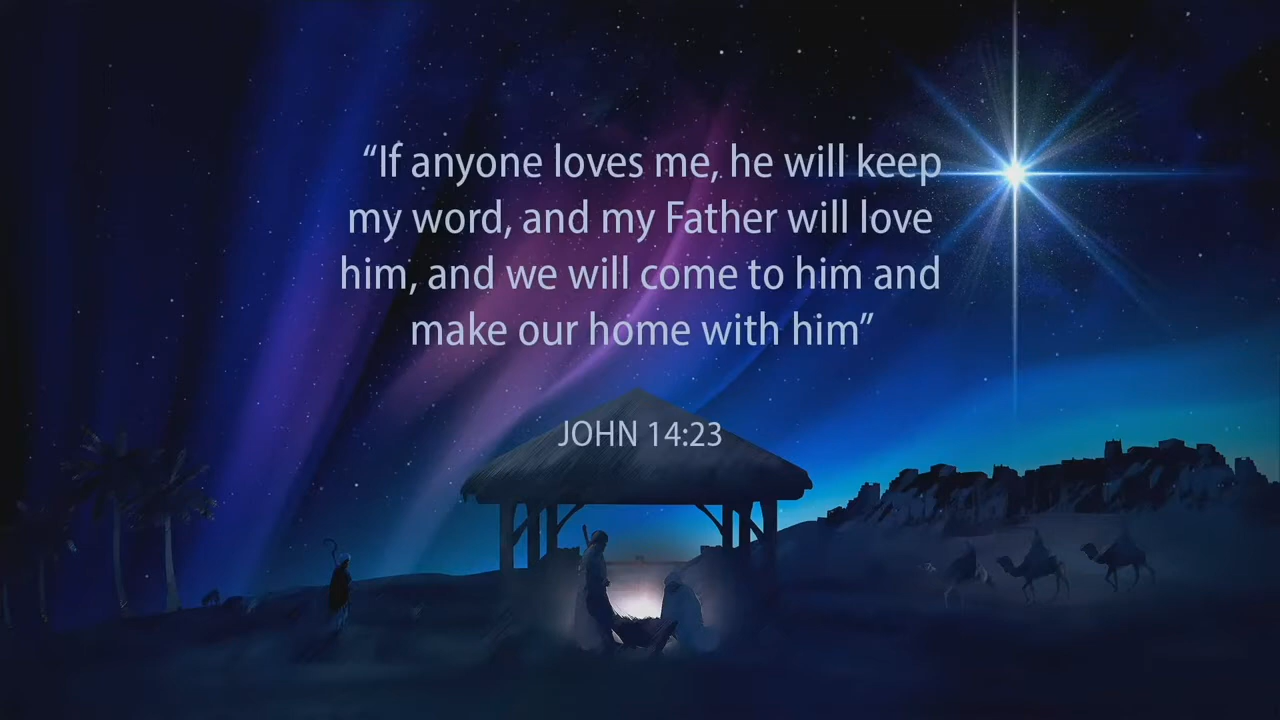 “If anyone loves me, he will keep
my word, and my Father will love
him, and we will come to him and
make our home with him”
JOHN 14:23